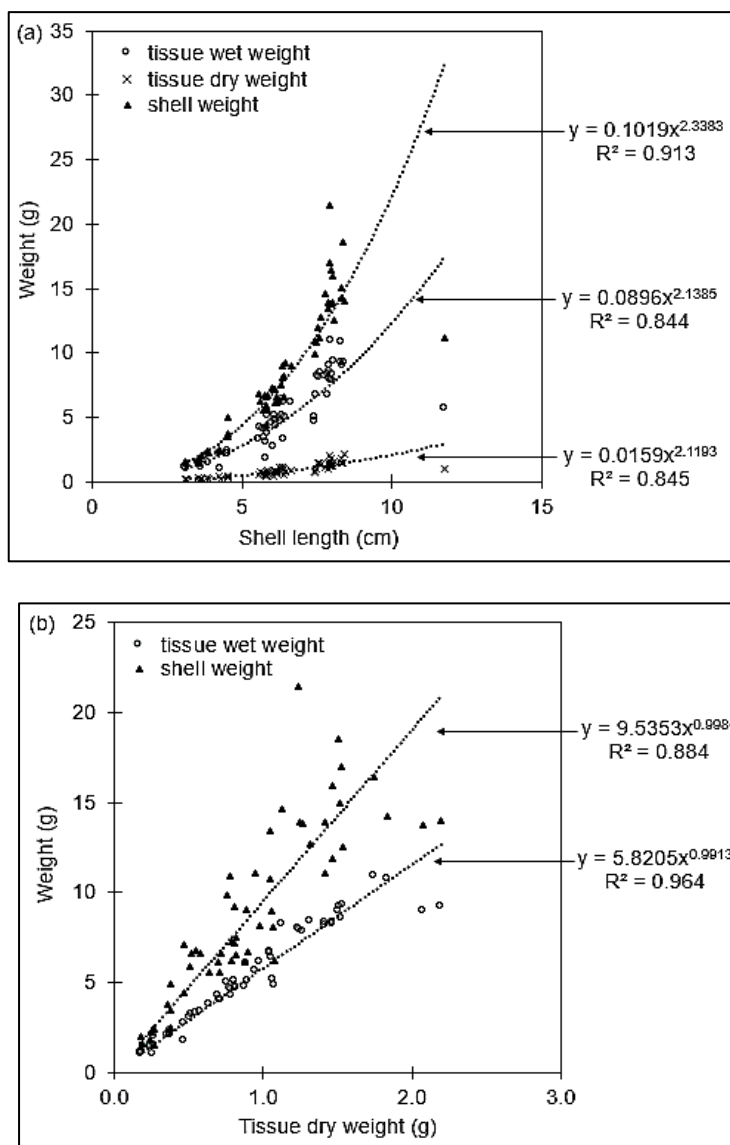 (a)
tissue wet weight
tissue dry weight
shell weight
35
30
25
20
15
10
5
0
Weight (g)
0 5 10 15
Shell length (cm)
y = 0.1019x^2.3383
R² = 0.913
y = 0.0896x^2.1385
R² = 0.844
y = 0.0159x^2.1193
R² = 0.845
(b)
tissue wet weight
shell weight
25
20
15
10
5
0
Weight (g)
0.0 1.0 2.0 3.0
Tissue dry weight (g)
R² = 0.884
y = 5.8205x^0.9913
R² = 0.964